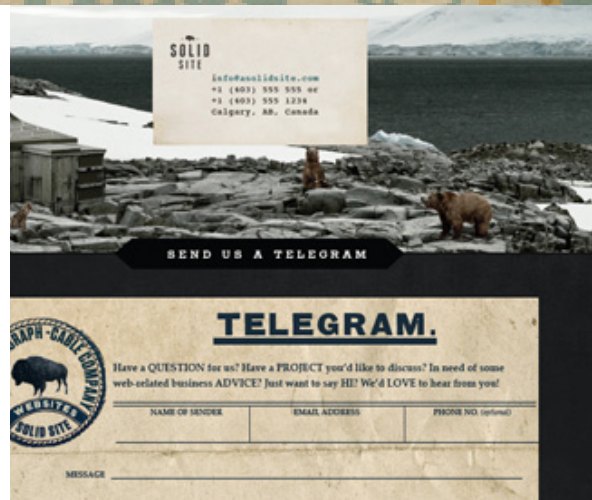 SOLID
SITE
info@asolidsite.com
+1 (403) 555 555 or
+1 (403) 555 1234
Calgary, AB, Canada
SEND US A TELEGRAM
TELEGRAM.
RAPH-CABLE COMPANY
WEBSITES
SOLID SITE
Have a QUESTION for us? Have a PROJECT you'd like to discuss? In need of some
web-related business ADVICE? Just want to say HI? We'd LOVE to hear from you!
NAME OF SENDER
EMAIL ADDRESS
PHONE NO. (optional)
MESSAGE